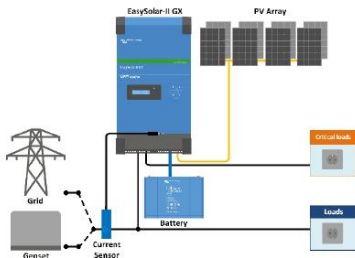 EasySolar-II GX
PV Array
Critical loads
Grid
Battery
Loads
Genset
Current
Sensor